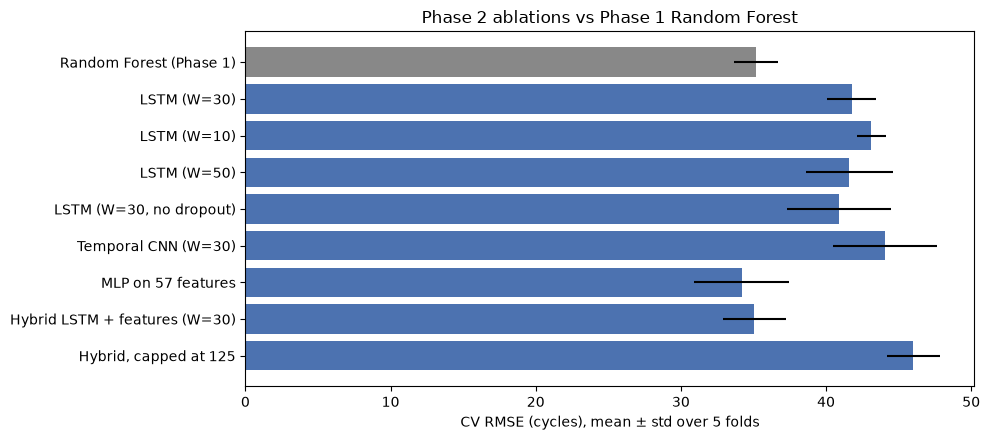 Phase 2 ablations vs Phase 1 Random Forest
Random Forest (Phase 1)
LSTM (W=30)
LSTM (W=10)
LSTM (W=50)
LSTM (W=30, no dropout)
Temporal CNN (W=30)
MLP on 57 features
Hybrid LSTM + features (W=30)
Hybrid, capped at 125
0 10 20 30 40 50
CV RMSE (cycles), mean ± std over 5 folds